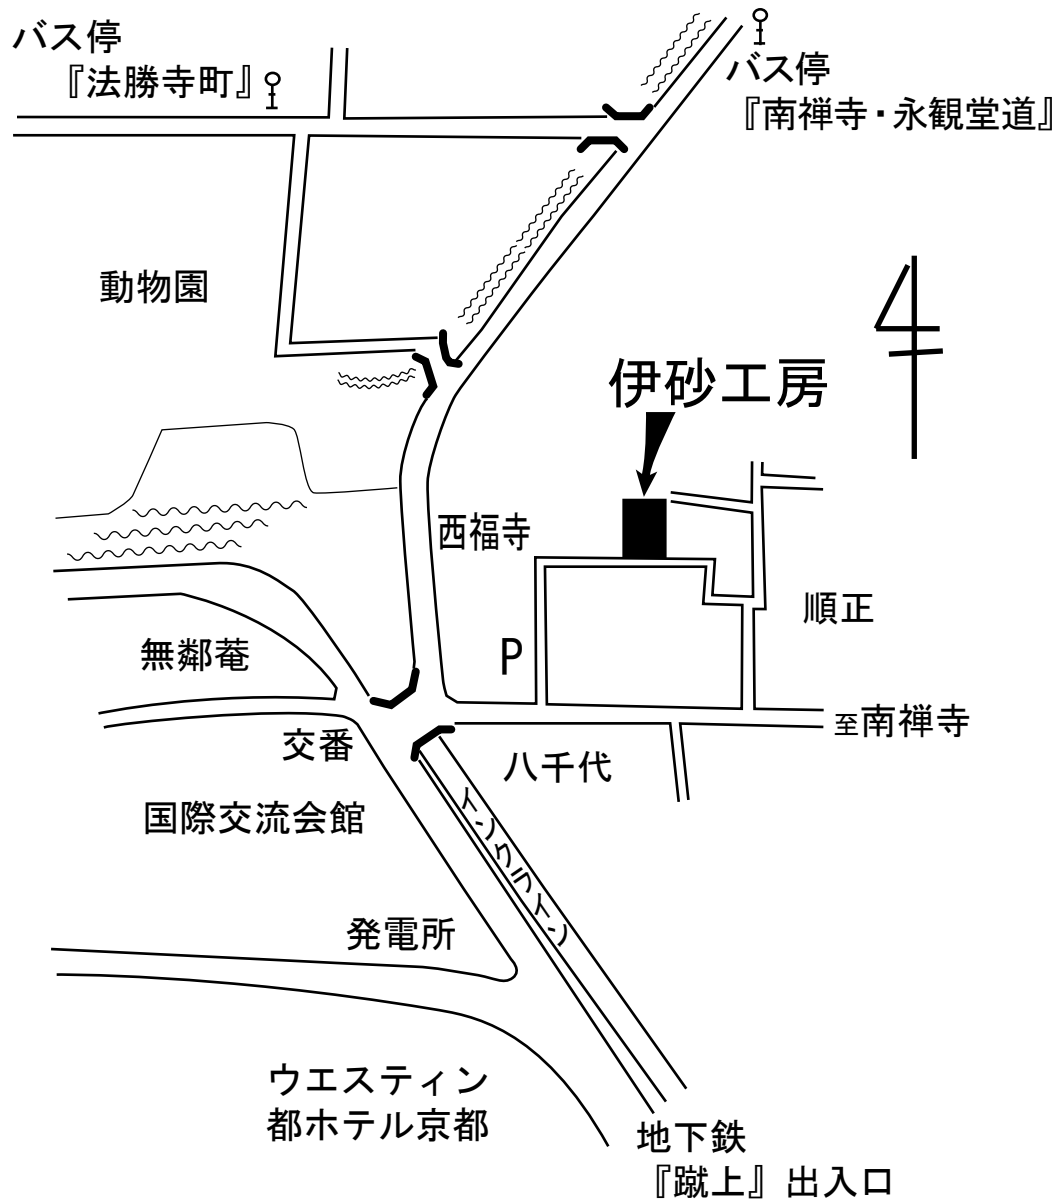 バス停
『法勝寺町』
バス停
『南禅寺・永観堂道』
動物園
伊砂工房
西福寺
順正
無鄰菴
P
至南禅寺
交番
八千代
国際交流会館
インクライン
発電所
ウエスティン
都ホテル京都
地下鉄
『蹴上』出入口